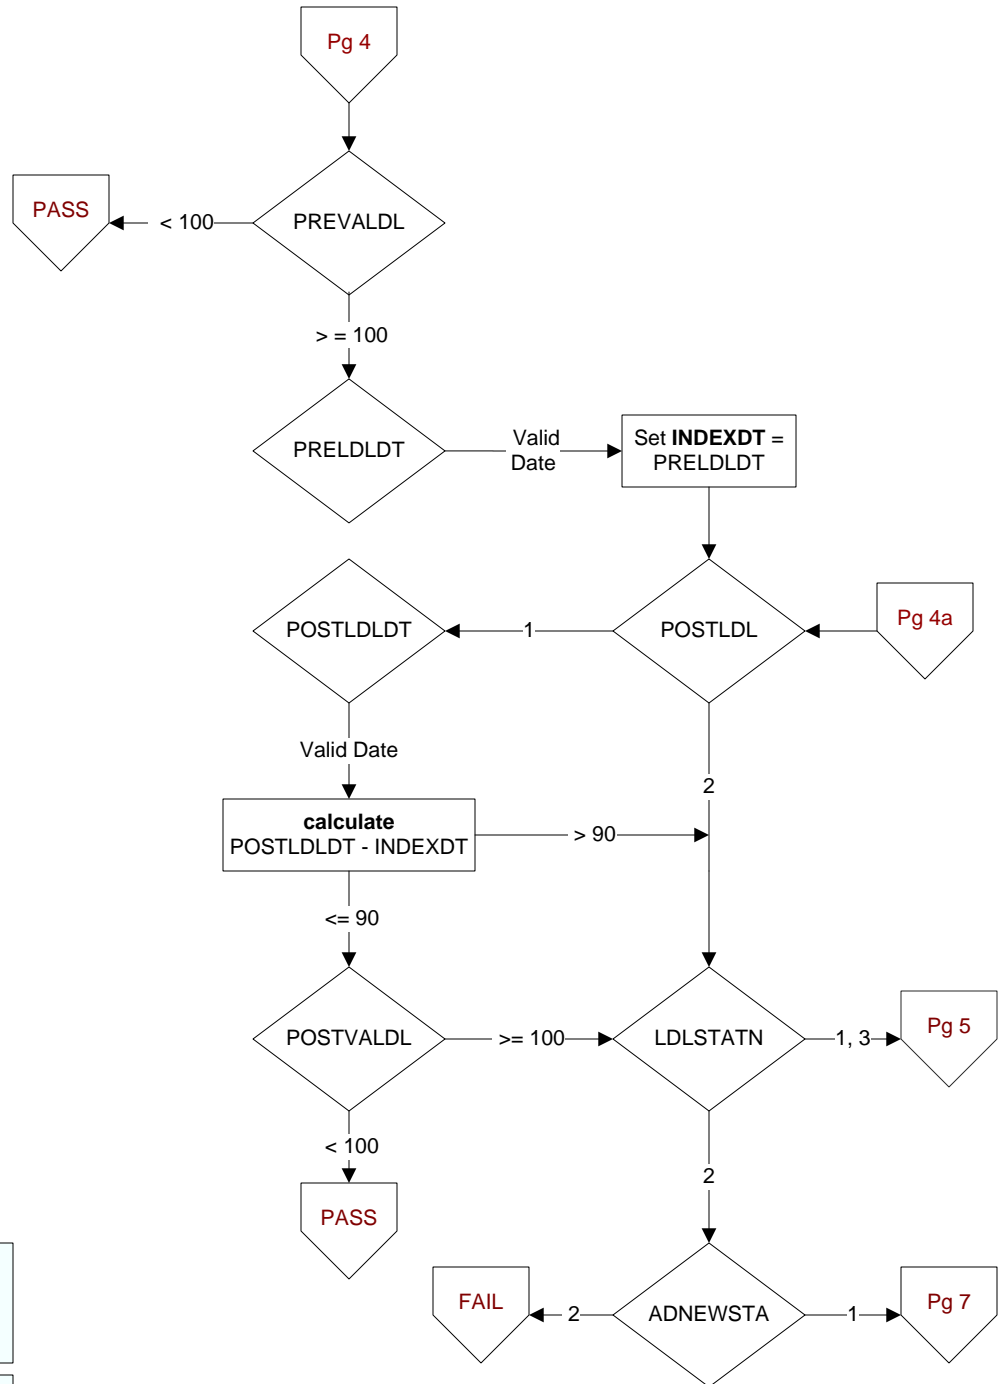 Pg 4
PREVALDL
< 100
PASS
> = 100
PRELDLDT
Valid
Date
Set INDEXDT =
PRELDLDT
POSTLDL
Pg 4a
1
POSTLDLDT
Valid Date
2
calculate
POSTLDLDT - INDEXDT
> 90
<= 90
POSTVALDL
>= 100
LDLSTATN
1, 3
Pg 5
< 100
PASS
2
ADNEWSTA
2
FAIL
1
Pg 7